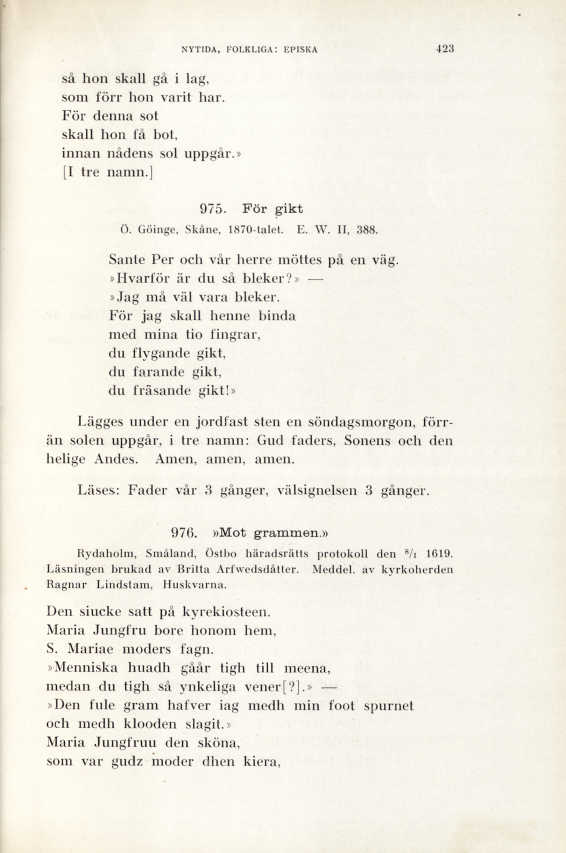 NYTIDA, FOLKLIGA: EPISKA 423
så hon skall gå i lag,
som förr hon varit har.
För denna sot
skall hon få bot,
innan nådens sol uppgår.»
[I tre namn.]
975. För gikt
Ö. Göinge, Skåne, 1870-talet. E. W. II, 388.
Sante Per och vår herre möttes på en väg.
»Hvarför är du så bleker?» —
»Jag må väl vara bleker.
För jag skall henne binda
med mina tio fingrar,
du flygande gikt,
du farande gikt,
du fräsande gikt!»
Lägges under en jordfast sten en söndagsmorgon, förr-
än solen uppgår, i tre namn: Gud faders, Sonens och den
helige Andes. Amen, amen, amen.
Läses: Fader vår 3 gånger, välsignelsen 3 gånger.
976. »Mot grammen.»
Rydaholm, Småland, Östbo häradsrätts protokoll den 8/1 1619.
Läsningen brukad av Britta Arfwedsdåtter. Meddel. av kyrkoherden
Ragnar Lindstam, Huskvarna.
Den siucke satt på kyrekiosteen.
Maria Jungfru bore honom hem,
S. Mariae moders fagn.
»Menniska huadh gåår tigh till meena,
medan du tigh så ynkeliga vener[?].» —
»Den fule gram hafver iag medh min foot spurnet
och medh klooden slagit.»
Maria Jungfruu den sköna,
som var gudz moder dhen kiera,